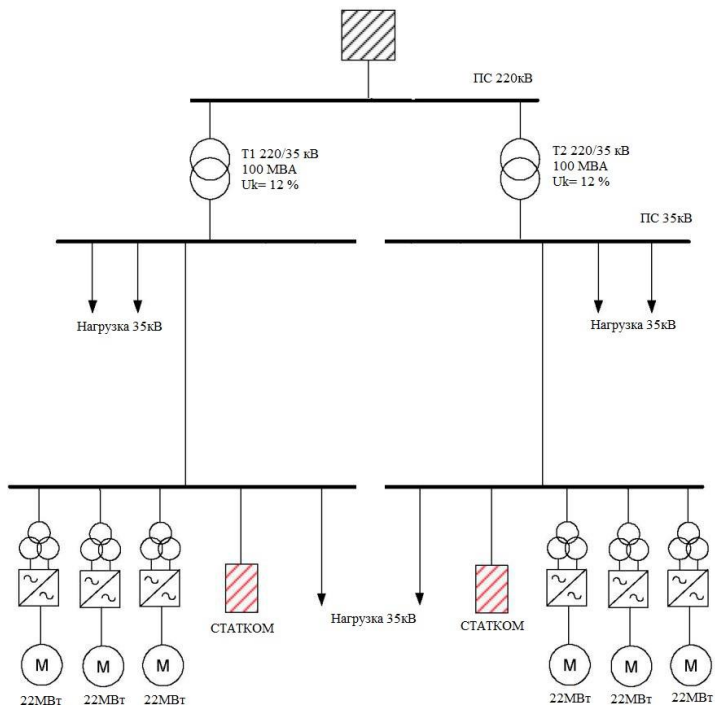 ПС 220кВ
Т1 220/35 кВ
100 МВА
Uk= 12 %
Т2 220/35 кВ
100 МВА
Uk= 12 %
ПС 35кВ
Нагрузка 35кВ
Нагрузка 35кВ
СТАТКОМ
Нагрузка 35кВ
СТАТКОМ
М
М
М
М
М
М
22МВт
22МВт
22МВт
22МВт
22МВт
22МВт